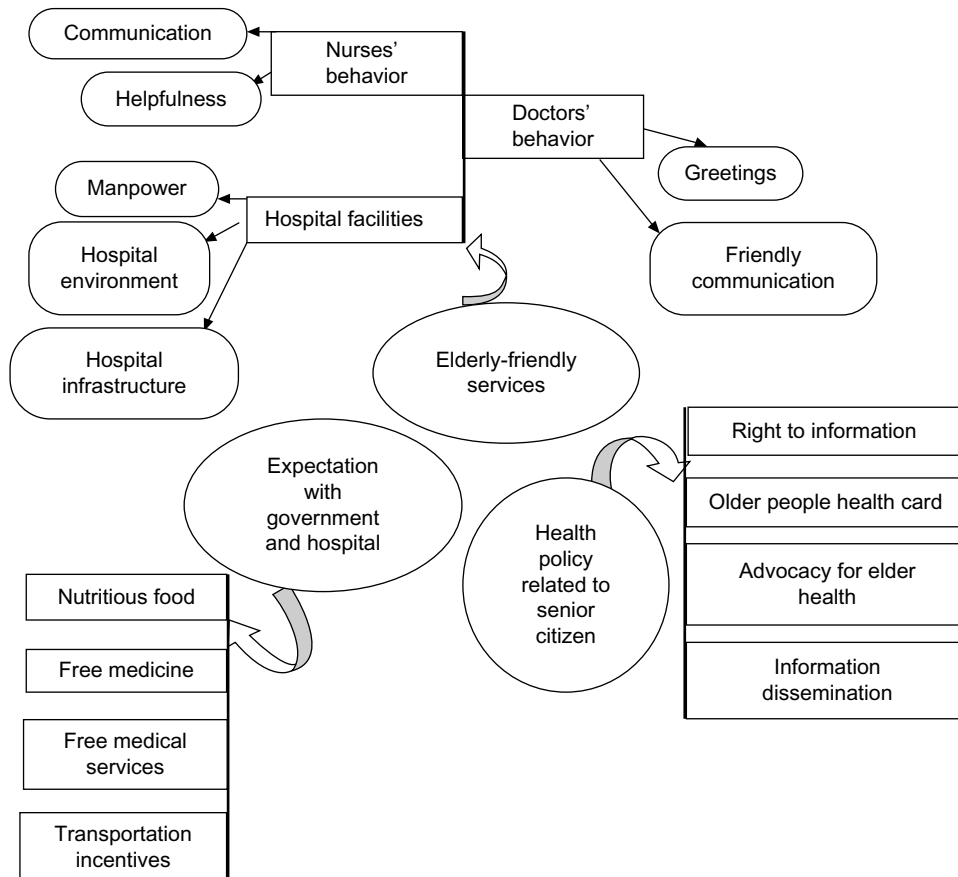 Communication
Nurses’
behavior
Helpfulness
Doctors’
behavior
Greetings
Manpower
Hospital facilities
Hospital
environment
Friendly
communication
Hospital
infrastructure
Elderly-friendly
services
Right to information
Expectation
with
government
and hospital
Older people health card
Health
policy
related to
senior
citizen
Advocacy for elder
health
Nutritious food
Free medicine
Information
dissemination
Free medical
services
Transportation
incentives